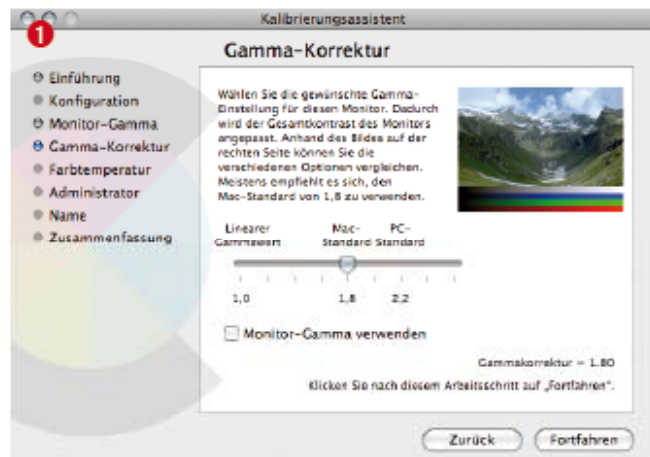 Kalibrierungsassistent
1
Gamma-Korrektur
Einführung
Konfiguration
Monitor-Gamma
Gamma-Korrektur
Farbtemperatur
Administrator
Name
Zusammenfassung
Wählen Sie die gewünschte Gamma-
Einstellung für diesen Monitor. Dadurch
wird der Gesamtkontrast des Monitors
angepasst. Anhand des Bildes auf der
rechten Seite können Sie die
verschiedenen Optionen vergleichen.
Meistens empfiehlt es sich, den
Mac-Standard von 1,8 zu verwenden.
Linearer Gammawert
Mac-Standard
PC-Standard
1,0 1,8 2,2
Monitor-Gamma verwenden
Gammakorrektur = 1.80
Klicken Sie nach diesem Arbeitsschritt auf „Fortfahren“.
Zurück
Fortfahren